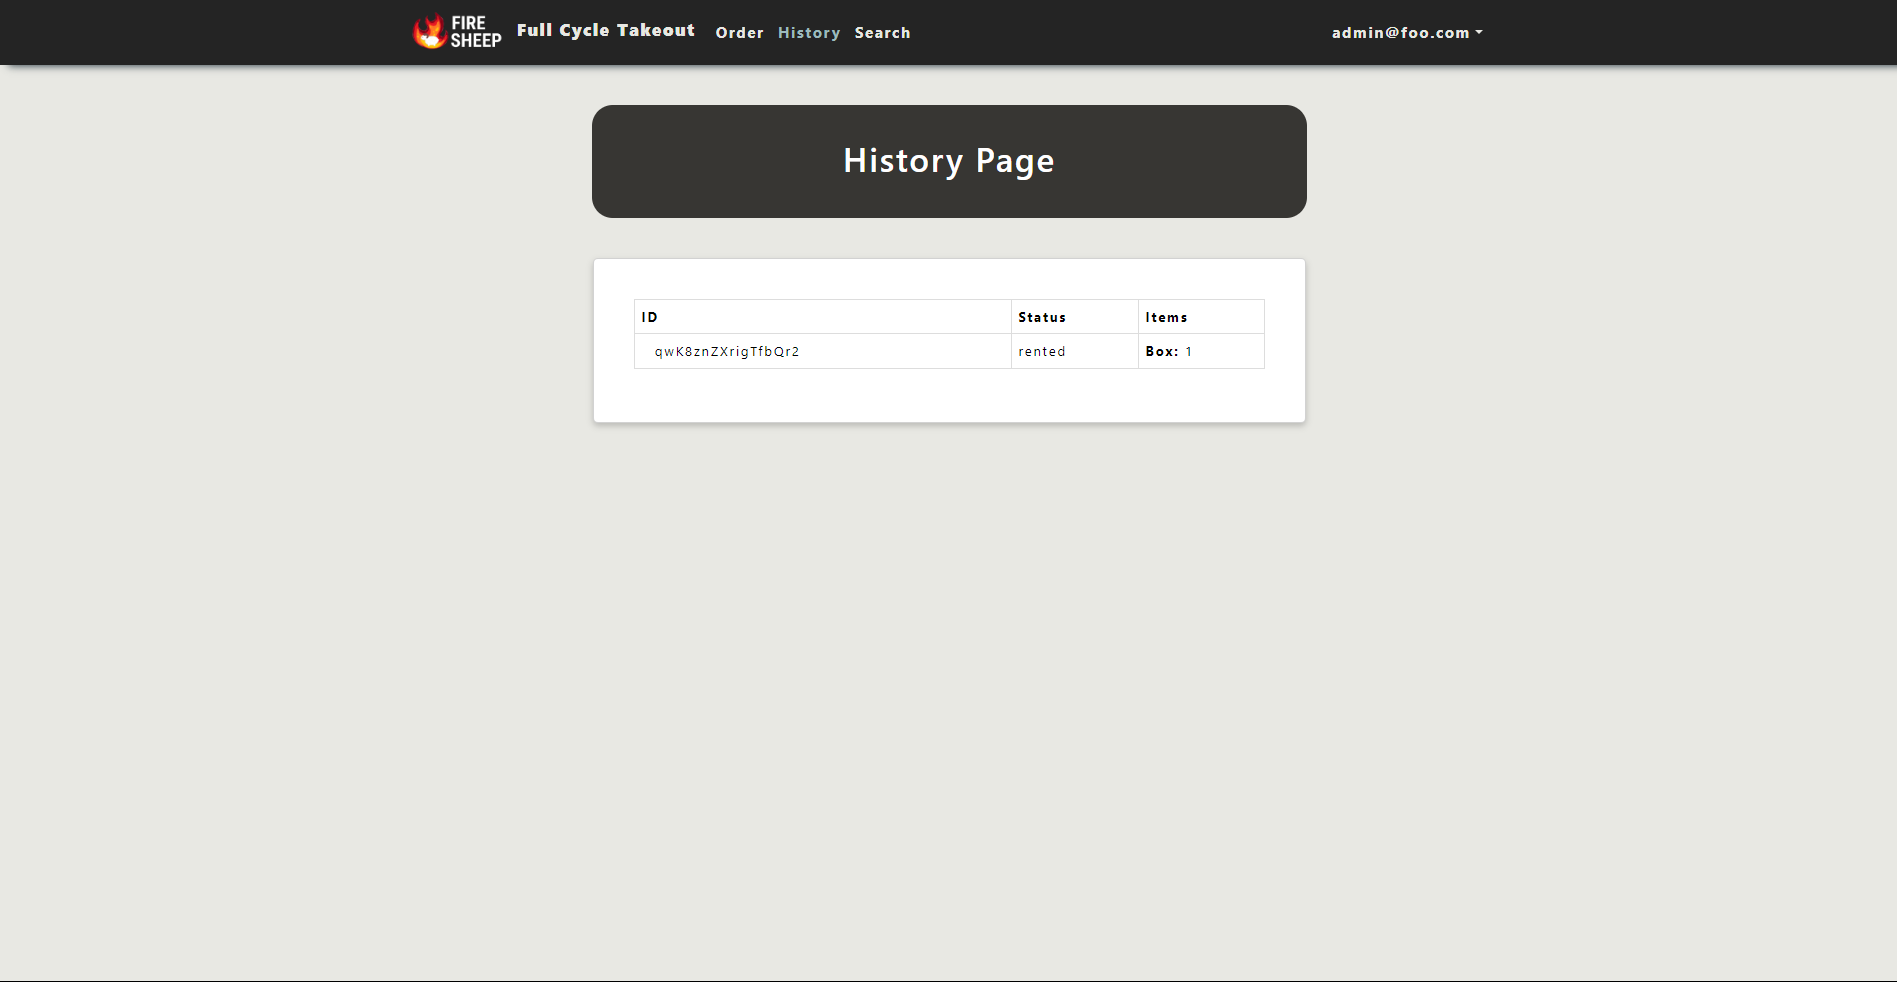 FIRE
SHEEP
Full Cycle Takeout
Order
History
Search
admin@foo.com
History Page
ID Status Items
qwK8znZXrigTfbQr2 rented Box: 1